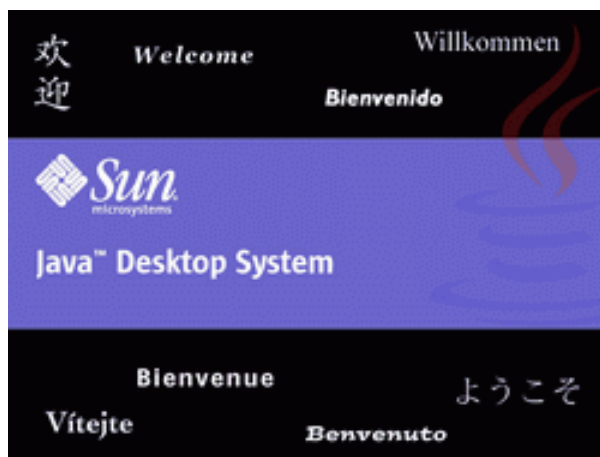 欢迎
Welcome
Willkommen
Bienvenido
Sun
microsystems
Java™ Desktop System
Bienvenue
ようこそ
Vítejte
Benvenuto